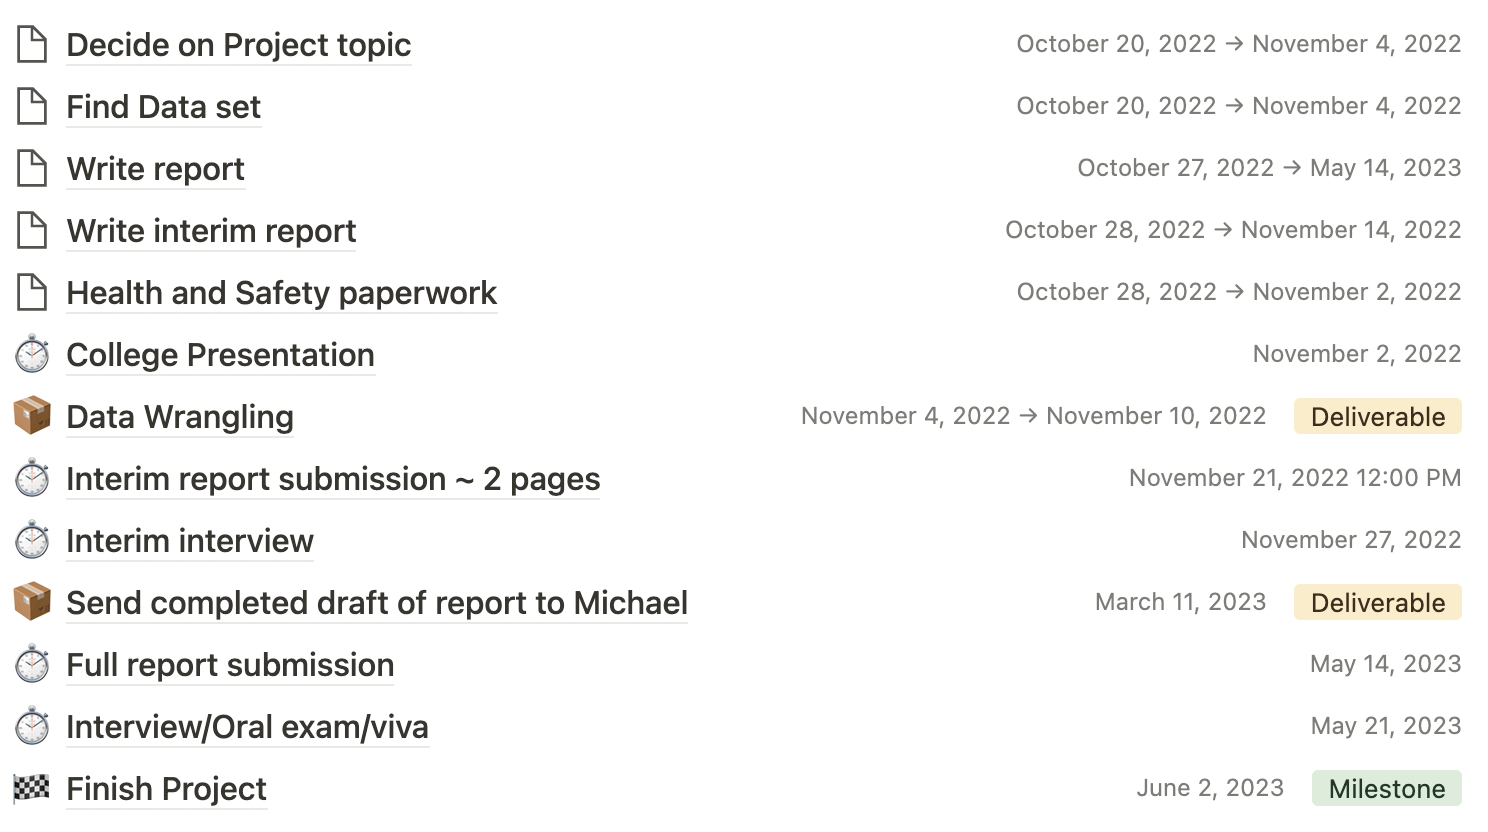 Decide on Project topic October 20, 2022 → November 4, 2022
Find Data set October 20, 2022 → November 4, 2022
Write report October 27, 2022 → May 14, 2023
Write interim report October 28, 2022 → November 14, 2022
Health and Safety paperwork October 28, 2022 → November 2, 2022
College Presentation November 2, 2022
Data Wrangling November 4, 2022 → November 10, 2022 Deliverable
Interim report submission ~ 2 pages November 21, 2022 12:00 PM
Interim interview November 27, 2022
Send completed draft of report to Michael March 11, 2023 Deliverable
Full report submission May 14, 2023
Interview/Oral exam/viva May 21, 2023
Finish Project June 2, 2023 Milestone